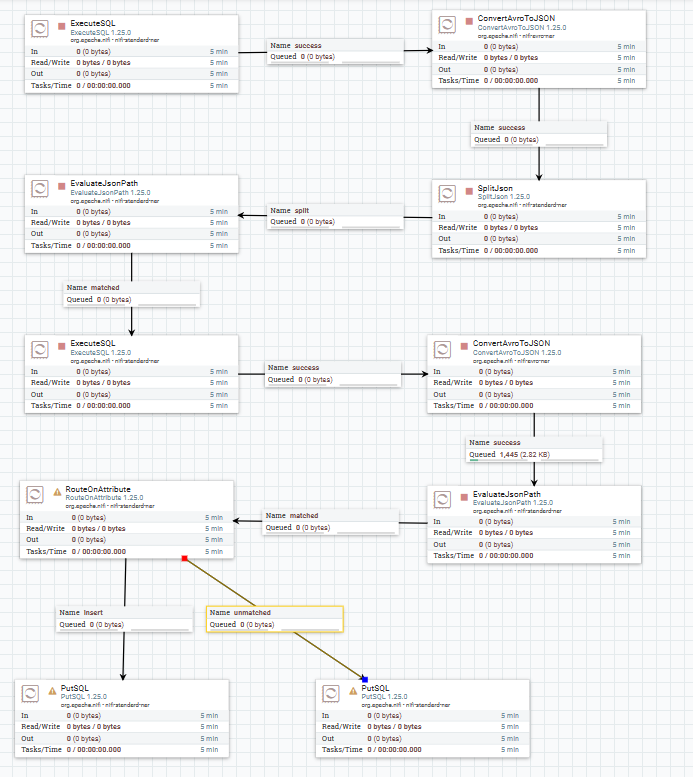 ExecuteSQL
ExecuteSQL 1.25.0
org.apache.nifi - nifi-standard-nar
In 0 (0 bytes) 5 min
Read/Write 0 bytes / 0 bytes 5 min
Out 0 (0 bytes) 5 min
Tasks/Time 0 / 00:00:00.000 5 min
Name success
Queued 0 (0 bytes)
ConvertAvroToJSON
ConvertAvroToJSON 1.25.0
org.apache.nifi - nifi-avro-nar
In 0 (0 bytes) 5 min
Read/Write 0 bytes / 0 bytes 5 min
Out 0 (0 bytes) 5 min
Tasks/Time 0 / 00:00:00.000 5 min
Name success
Queued 0 (0 bytes)
SplitJson
SplitJson 1.25.0
org.apache.nifi - nifi-standard-nar
In 0 (0 bytes) 5 min
Read/Write 0 bytes / 0 bytes 5 min
Out 0 (0 bytes) 5 min
Tasks/Time 0 / 00:00:00.000 5 min
Name split
Queued 0 (0 bytes)
EvaluateJsonPath
EvaluateJsonPath 1.25.0
org.apache.nifi - nifi-standard-nar
In 0 (0 bytes) 5 min
Read/Write 0 bytes / 0 bytes 5 min
Out 0 (0 bytes) 5 min
Tasks/Time 0 / 00:00:00.000 5 min
Name matched
Queued 0 (0 bytes)
ExecuteSQL
ExecuteSQL 1.25.0
org.apache.nifi - nifi-standard-nar
In 0 (0 bytes) 5 min
Read/Write 0 bytes / 0 bytes 5 min
Out 0 (0 bytes) 5 min
Tasks/Time 0 / 00:00:00.000 5 min
Name success
Queued 0 (0 bytes)
ConvertAvroToJSON
ConvertAvroToJSON 1.25.0
org.apache.nifi - nifi-avro-nar
In 0 (0 bytes) 5 min
Read/Write 0 bytes / 0 bytes 5 min
Out 0 (0 bytes) 5 min
Tasks/Time 0 / 00:00:00.000 5 min
Name success
Queued 1,445 (2.82 KB)
EvaluateJsonPath
EvaluateJsonPath 1.25.0
org.apache.nifi - nifi-standard-nar
In 0 (0 bytes) 5 min
Read/Write 0 bytes / 0 bytes 5 min
Out 0 (0 bytes) 5 min
Tasks/Time 0 / 00:00:00.000 5 min
Name matched
Queued 0 (0 bytes)
RouteOnAttribute
RouteOnAttribute 1.25.0
org.apache.nifi - nifi-standard-nar
In 0 (0 bytes) 5 min
Read/Write 0 bytes / 0 bytes 5 min
Out 0 (0 bytes) 5 min
Tasks/Time 0 / 00:00:00.000 5 min
Name insert
Queued 0 (0 bytes)
Name unmatched
Queued 0 (0 bytes)
PutSQL
PutSQL 1.25.0
org.apache.nifi - nifi-standard-nar
In 0 (0 bytes) 5 min
Read/Write 0 bytes / 0 bytes 5 min
Out 0 (0 bytes) 5 min
Tasks/Time 0 / 00:00:00.000 5 min
PutSQL
PutSQL 1.25.0
org.apache.nifi - nifi-standard-nar
In 0 (0 bytes) 5 min
Read/Write 0 bytes / 0 bytes 5 min
Out 0 (0 bytes) 5 min
Tasks/Time 0 / 00:00:00.000 5 min